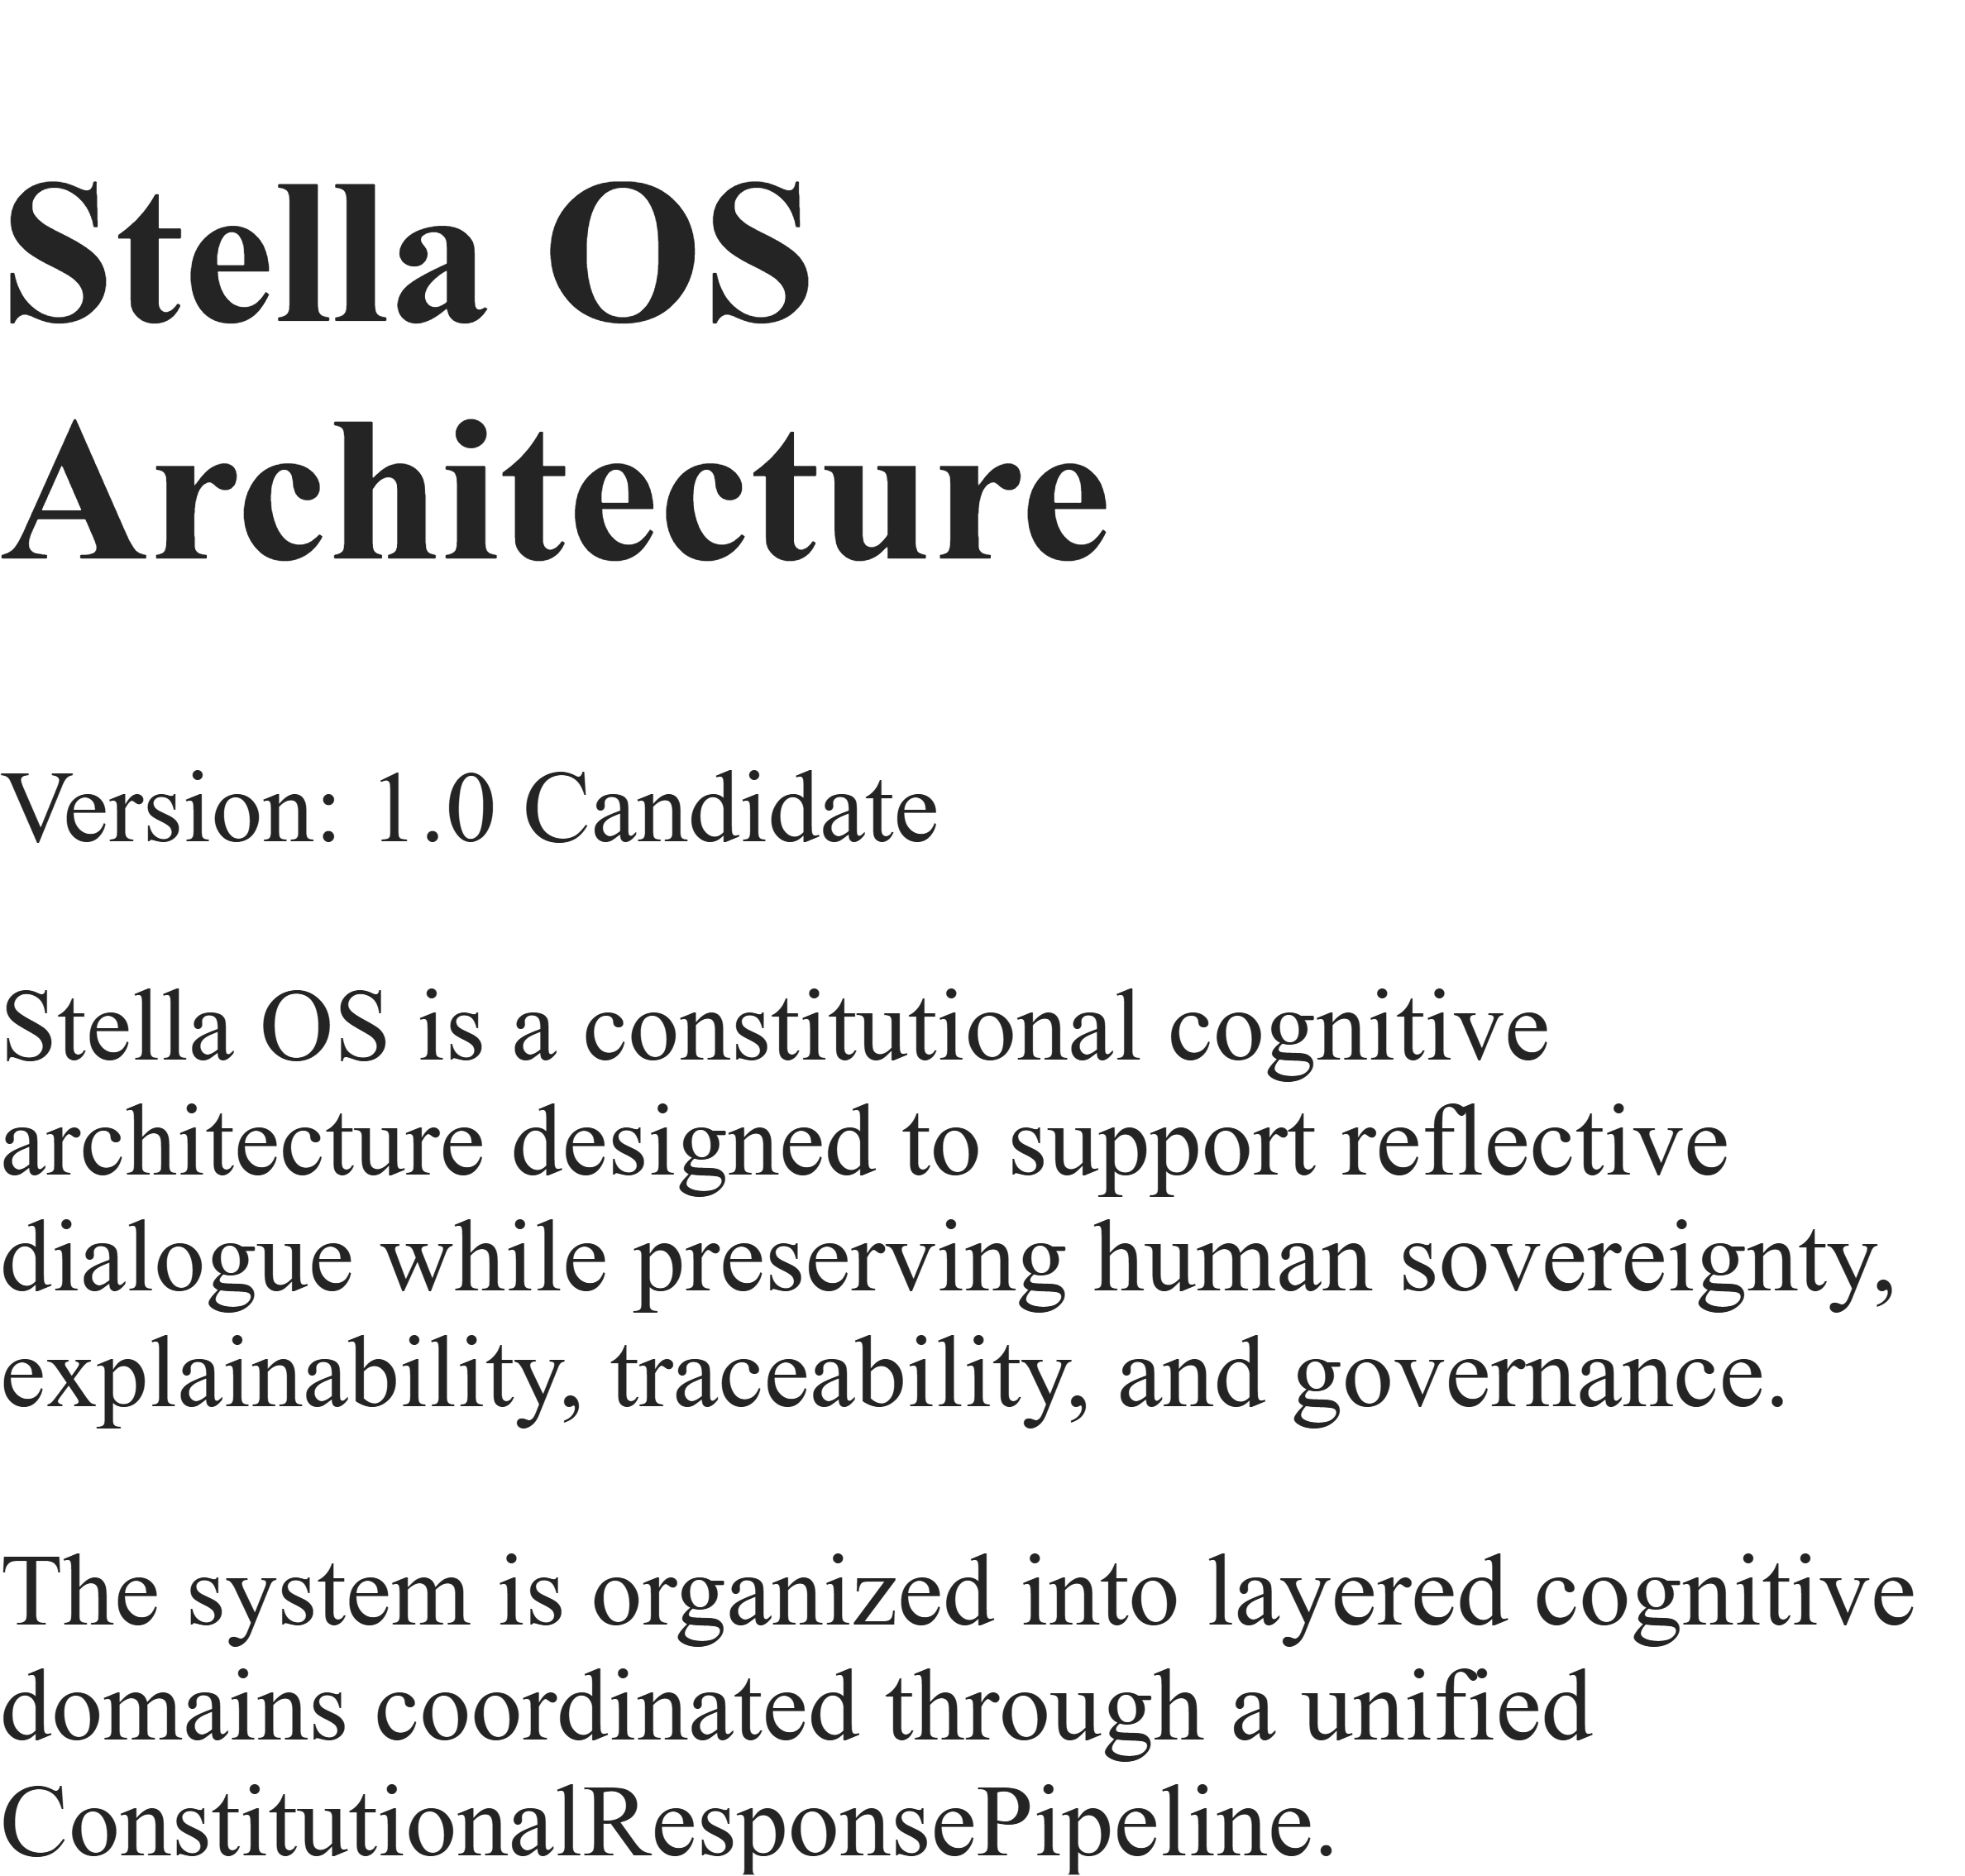 Stella OS
Architecture
Version: 1.0 Candidate
Stella OS is a constitutional cognitive
architecture designed to support reflective
dialogue while preserving human sovereignty,
explainability, traceability, and governance.
The system is organized into layered cognitive
domains coordinated through a unified
ConstitutionalResponsePipeline.